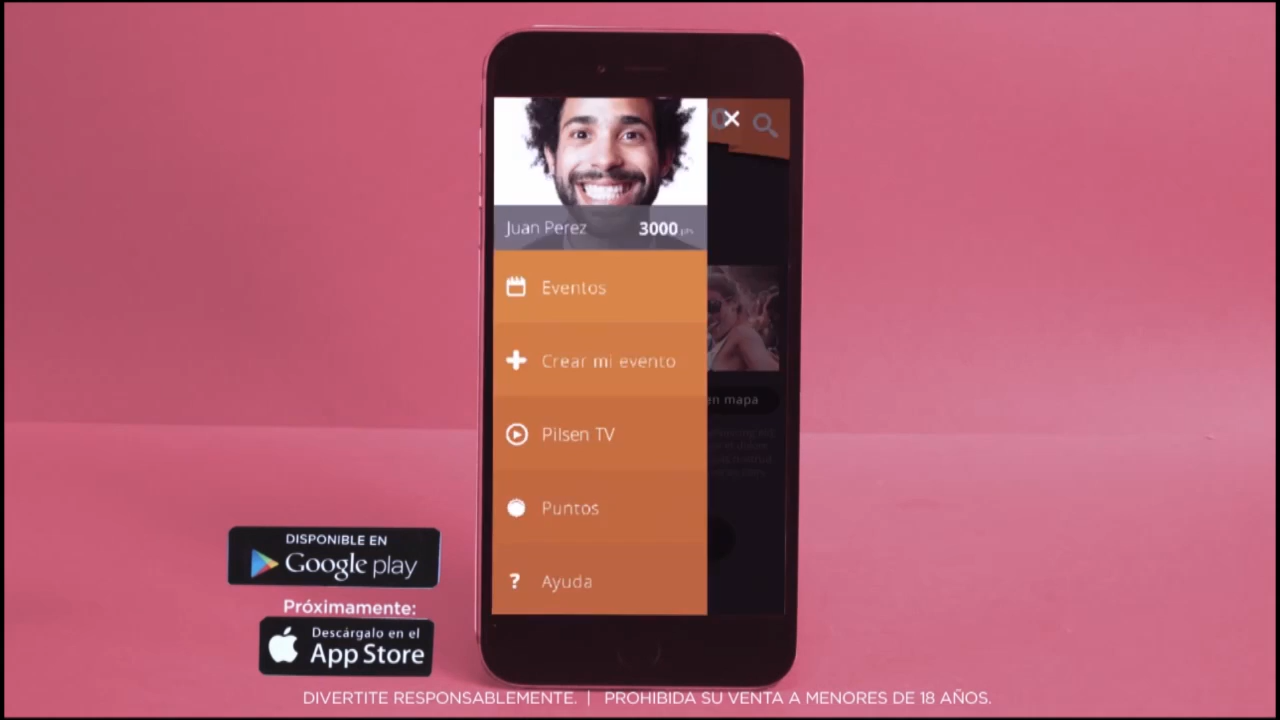 Juan Perez 3000 pts
Eventos
Crear mi evento
Pilsen TV
Puntos
? Ayuda
en mapa
DISPONIBLE EN
Google play
Próximamente:
Descárgalo en el
App Store
DIVERTITE RESPONSABLEMENTE. | PROHIBIDA SU VENTA A MENORES DE 18 AÑOS.